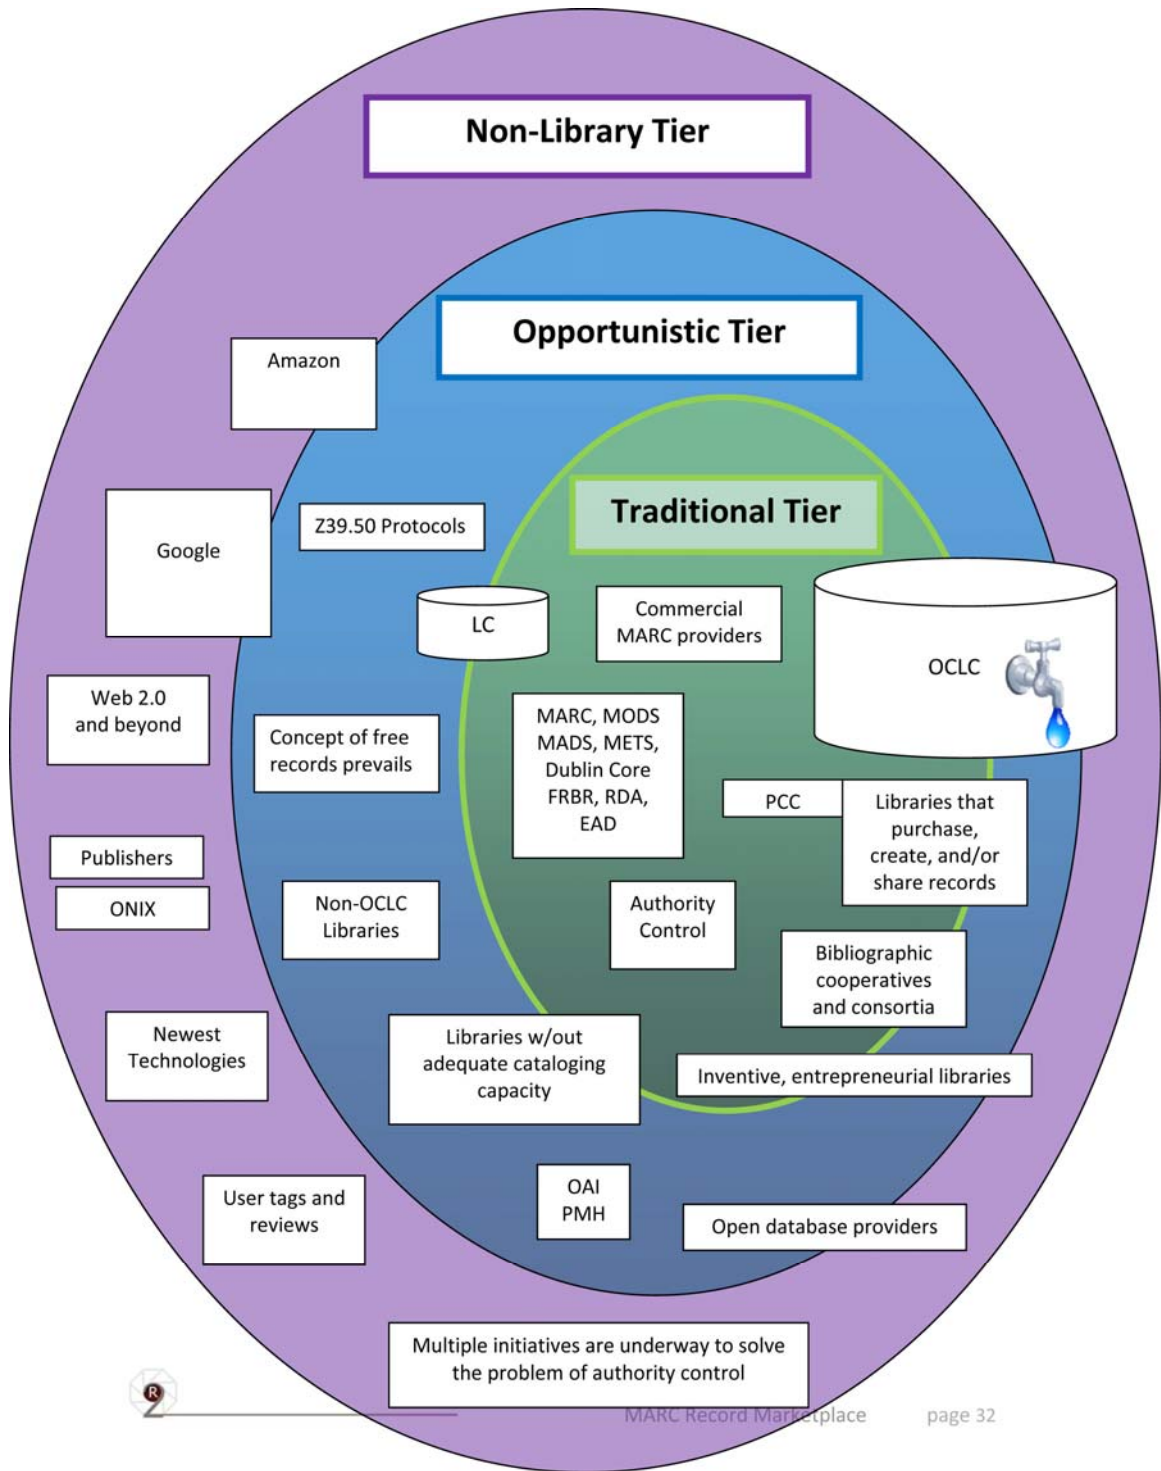 Non-Library Tier
Opportunistic Tier
Amazon
Traditional Tier
Google
Z39.50 Protocols
LC
Commercial
MARC providers
OCLC
Web 2.0
and beyond
Concept of free
records prevails
MARC, MODS
MADS, METS,
Dublin Core
FRBR, RDA,
EAD
PCC
Libraries that
purchase,
create, and/or
share records
Publishers
ONIX
Non-OCLC
Libraries
Authority
Control
Bibliographic
cooperatives
and consortia
Newest
Technologies
Libraries w/out
adequate cataloging
capacity
Inventive, entrepreneurial libraries
User tags and
reviews
OAI
PMH
Open database providers
Multiple initiatives are underway to solve
the problem of authority control
R2
MARC Record Marketplace page 32